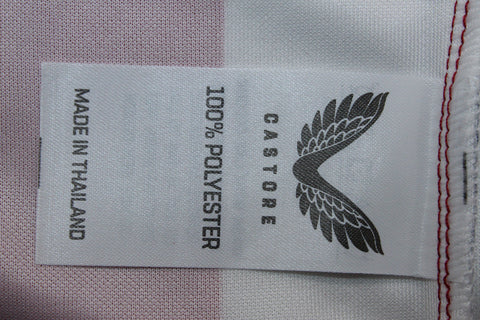 CASTORE
100% POLYESTER
MADE IN THAILAND